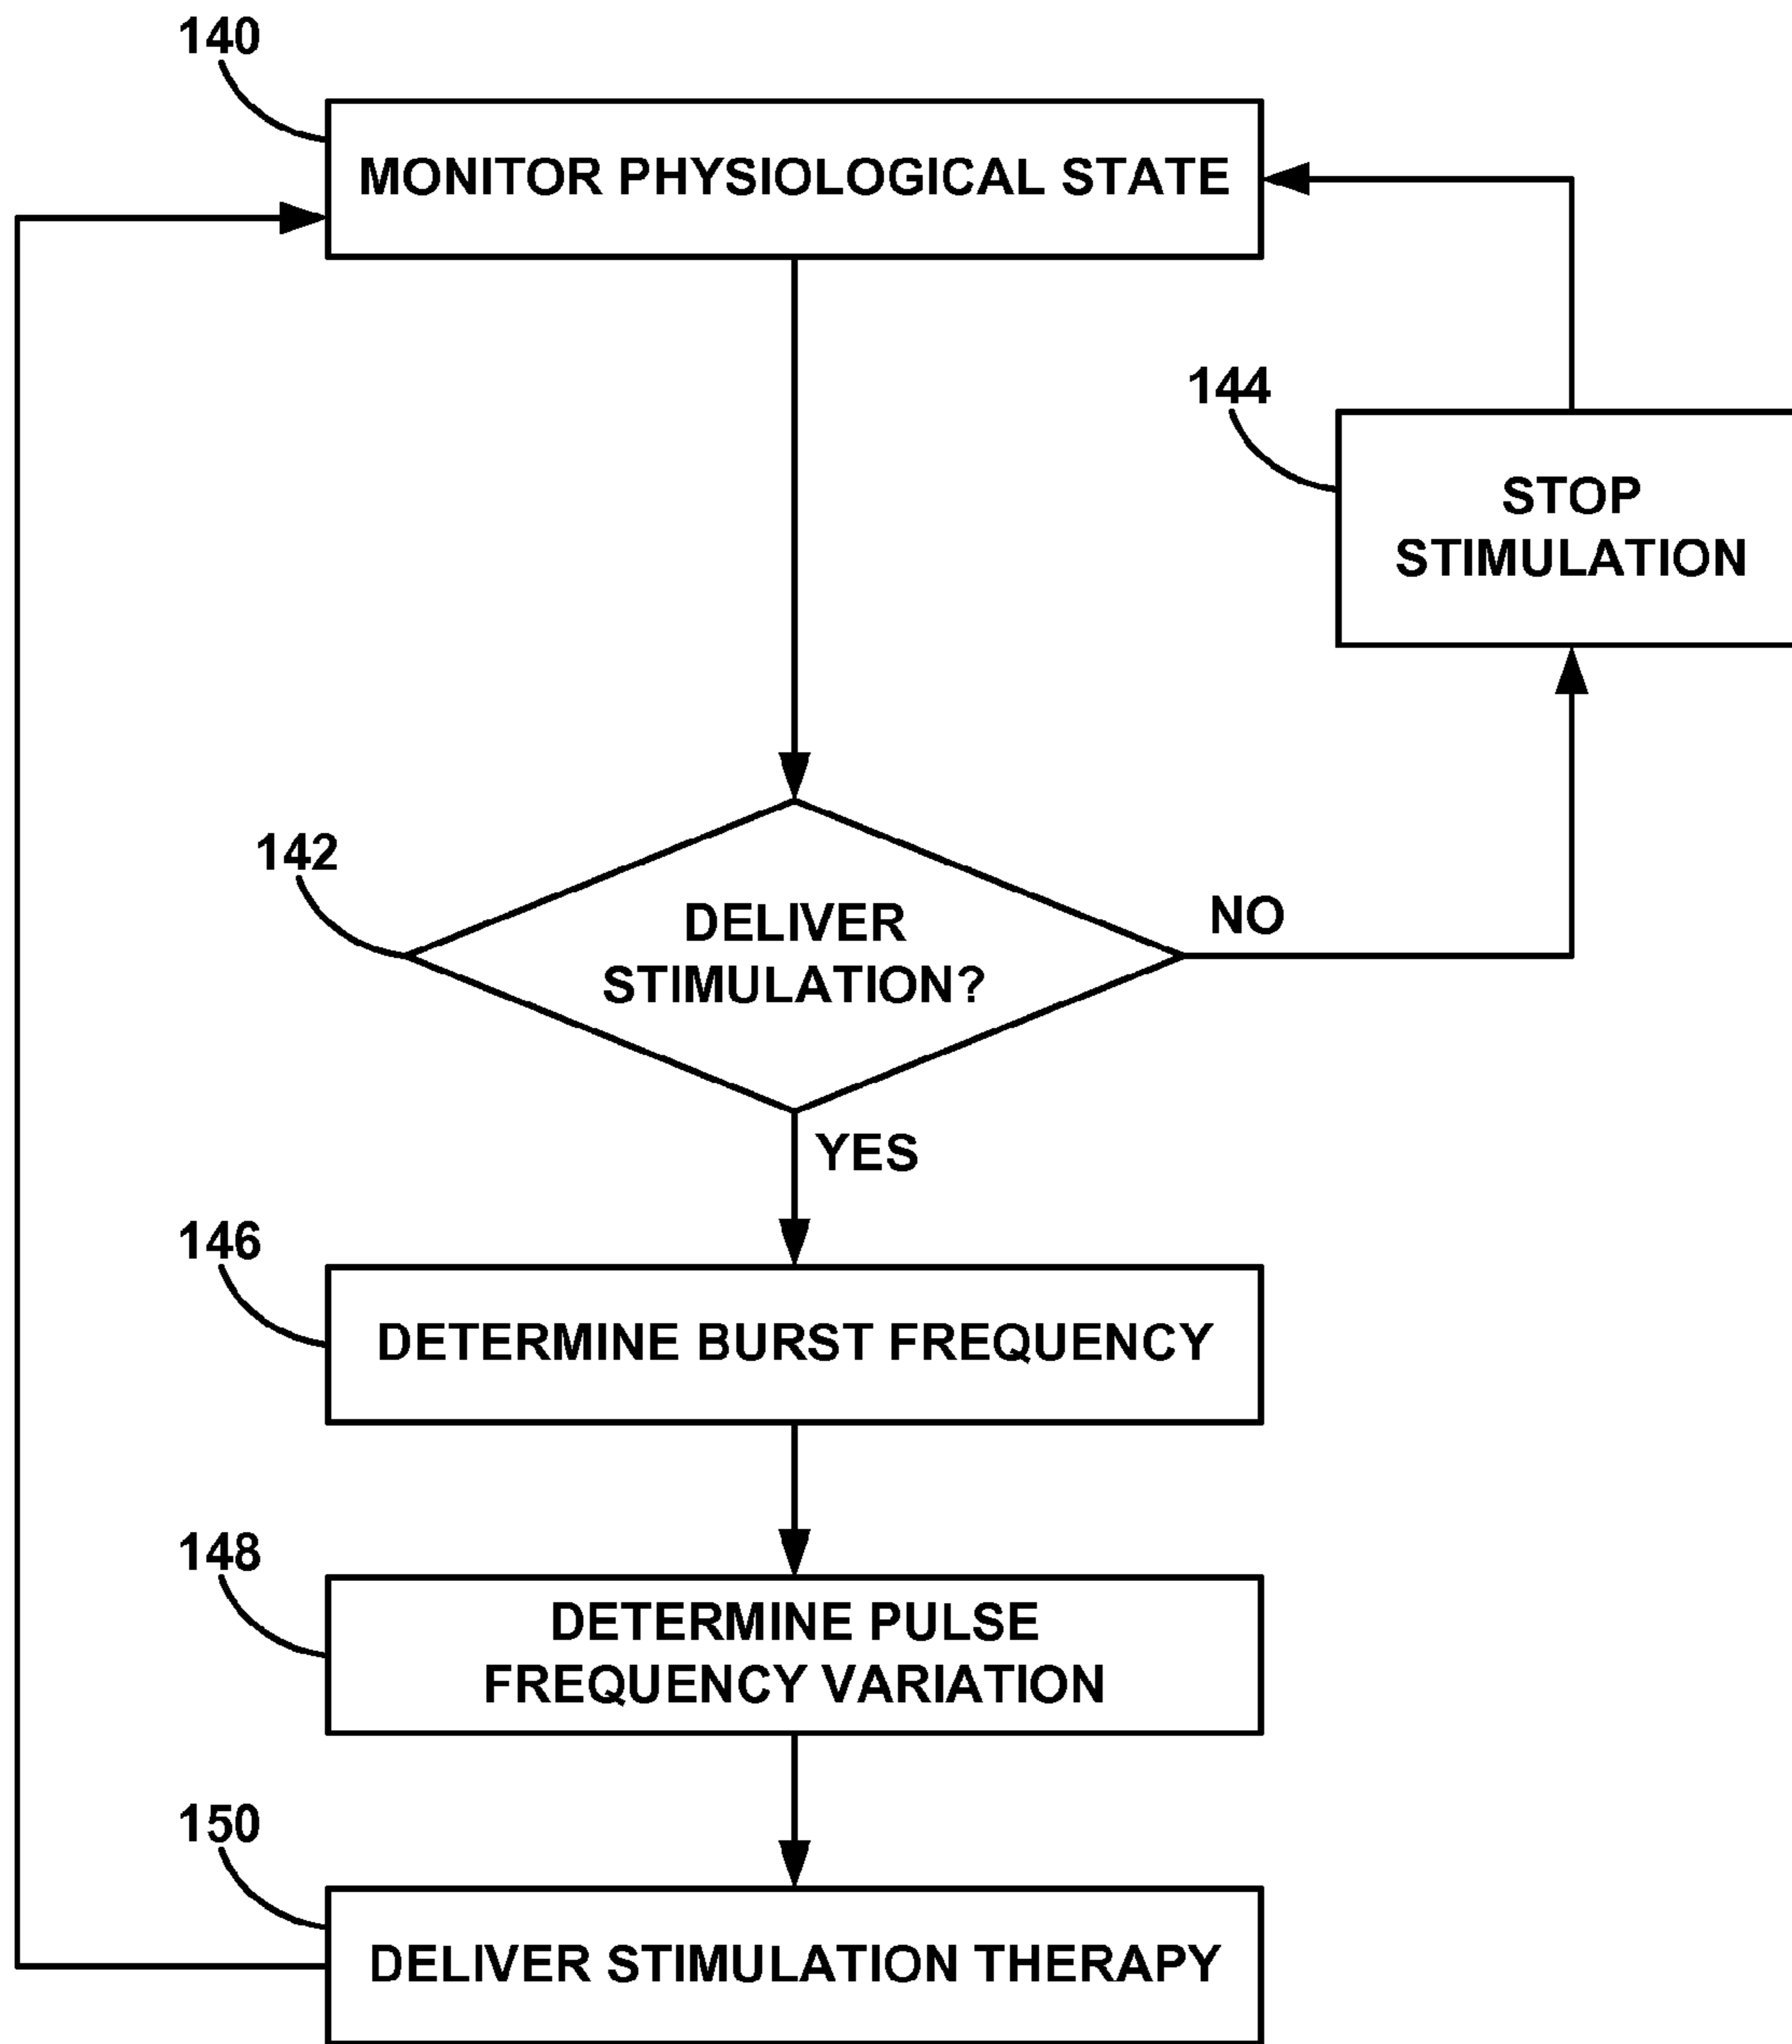 140
MONITOR PHYSIOLOGICAL STATE
144
STOP
STIMULATION
142
DELIVER
STIMULATION?
NO
YES
146
DETERMINE BURST FREQUENCY
148
DETERMINE PULSE
FREQUENCY VARIATION
150
DELIVER STIMULATION THERAPY